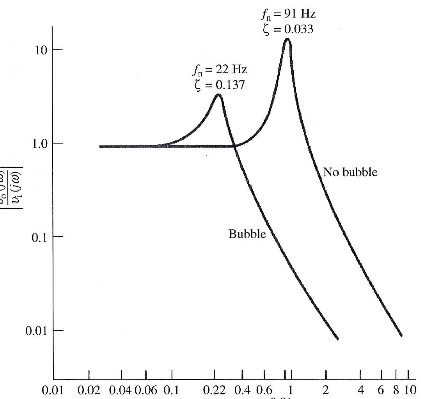 fn = 91 Hz
ζ = 0.033
10
fn = 22 Hz
ζ = 0.137
1.0
No bubble
Bubble
0.1
0.01
0.01 0.02 0.04 0.06 0.1 0.22 0.4 0.6 1 2 4 6 8 10